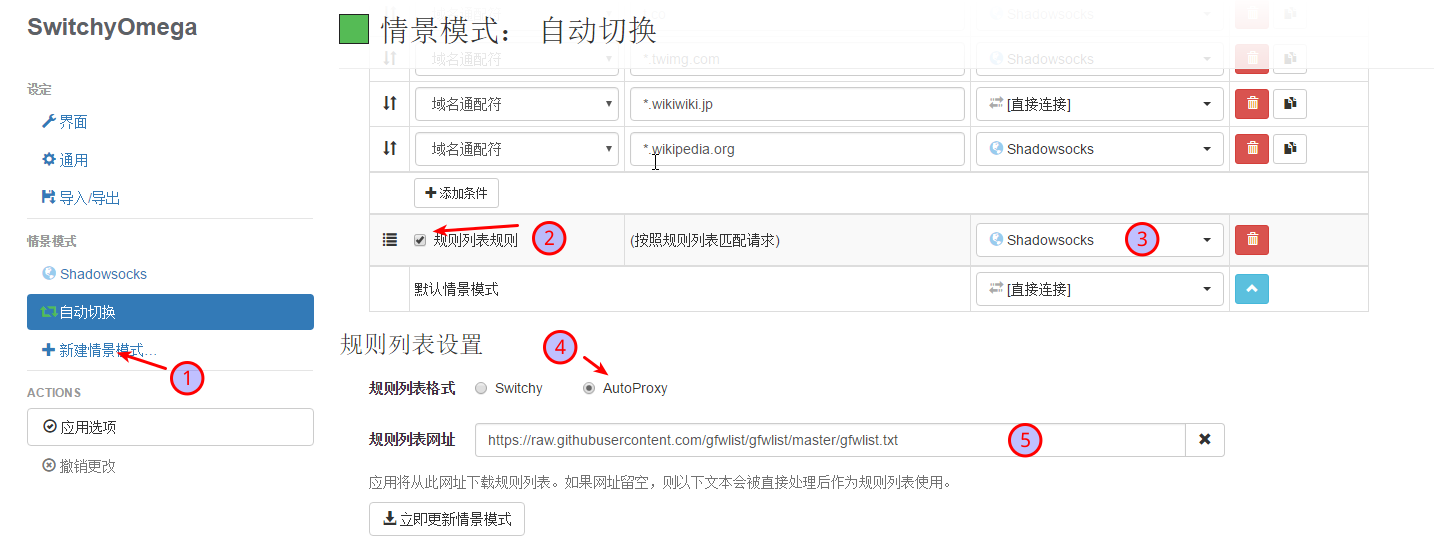 SwitchyOmega
设定
界面
通用
导入/导出
情景模式
Shadowsocks
自动切换
新建情景模式...
1
ACTIONS
应用选项
撤销更改
情景模式： 自动切换
域名通配符 *.twimg.com Shadowsocks
域名通配符 *.wikiwiki.jp [直接连接]
域名通配符 *.wikipedia.org Shadowsocks
添加条件
规则列表规则 2 (按照规则列表匹配请求) Shadowsocks 3
默认情景模式 [直接连接]
规则列表设置
4
规则列表格式 Switchy AutoProxy
规则列表网址 https://raw.githubusercontent.com/gfwlist/gfwlist/master/gfwlist.txt 5
应用将从此网址下载规则列表。如果网址留空，则以下文本会被直接处理后作为规则列表使用。
立即更新情景模式